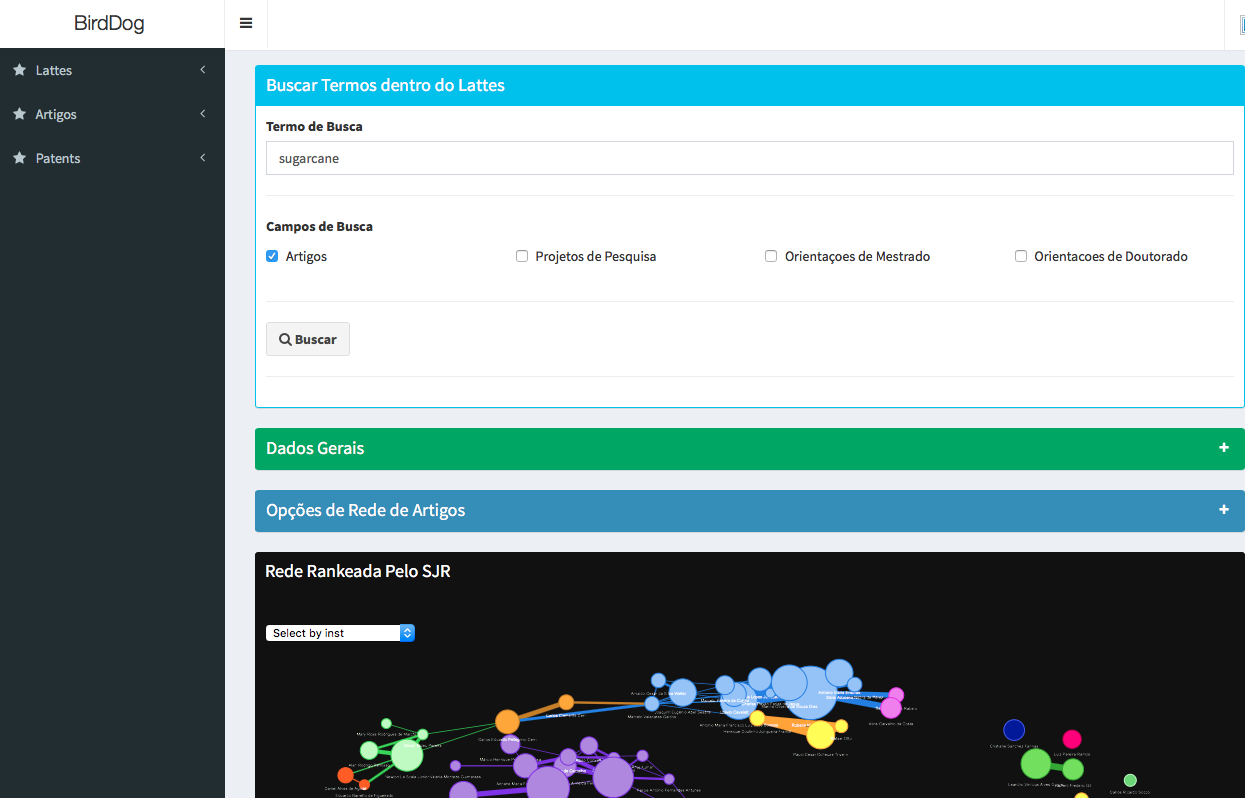 BirdDog
Lattes
Artigos
Patents
Buscar Termos dentro do Lattes
Termo de Busca
sugarcane
Campos de Busca
Artigos
Projetos de Pesquisa
Orientaçoes de Mestrado
Orientacoes de Doutorado
Buscar
Dados Gerais
Opções de Rede de Artigos
Rede Rankeada Pelo SJR
Select by inst